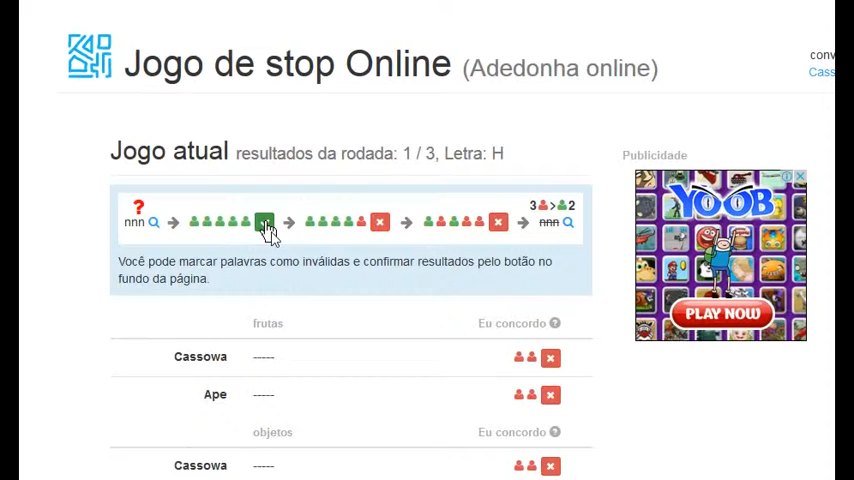 Jogo de stop Online (Adedonha online)
conv
Cass
Jogo atual resultados da rodada: 1 / 3, Letra: H
Publicidade
?
3 > 2
nnn
nnn
Você pode marcar palavras como inválidas e confirmar resultados pelo botão no
fundo da página.
YOOB
PLAY NOW
frutas Eu concordo ?
Cassowa -----
Ape -----
objetos Eu concordo ?
Cassowa -----